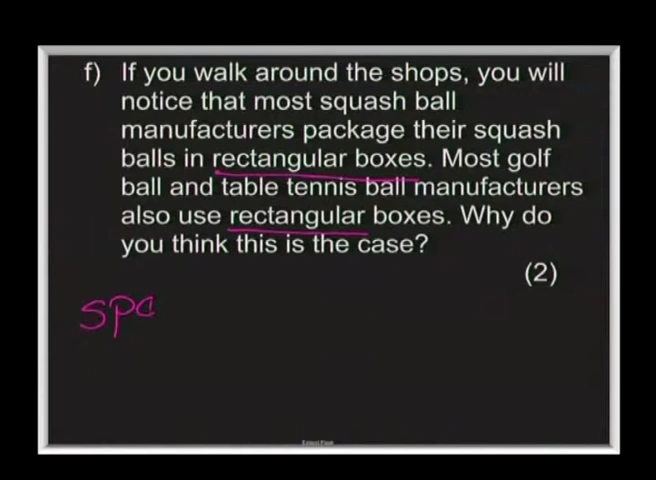 f) If you walk around the shops, you will
notice that most squash ball
manufacturers package their squash
balls in rectangular boxes. Most golf
ball and table tennis ball manufacturers
also use rectangular boxes. Why do
you think this is the case?
(2)
spa